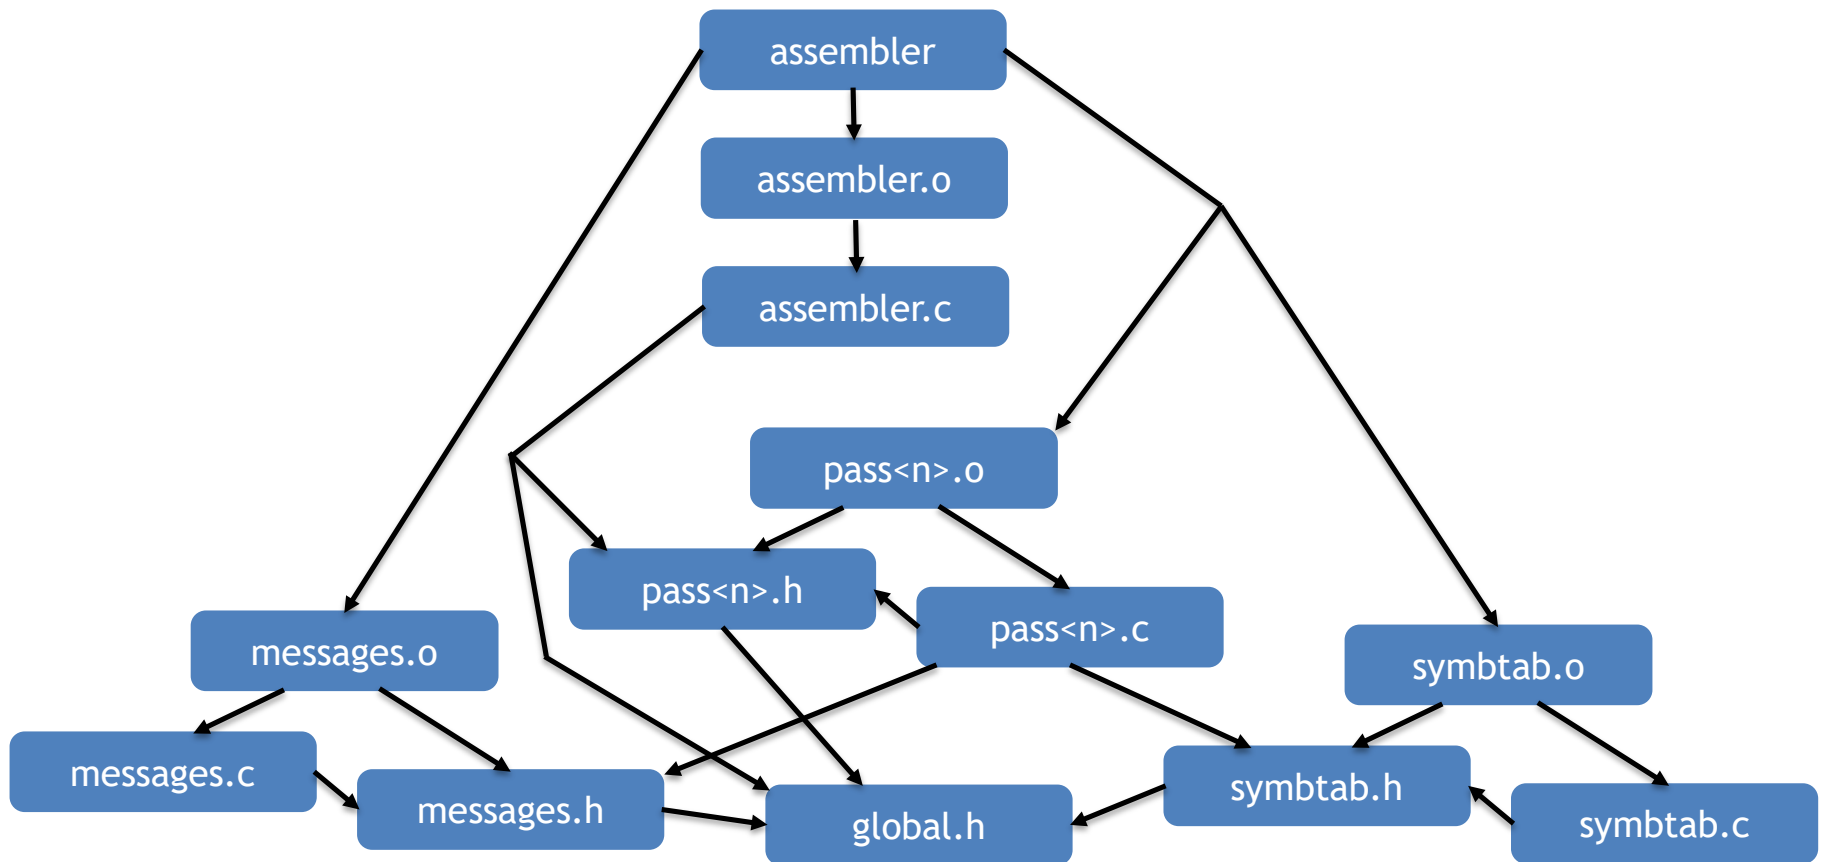 assembler
assembler.o
assembler.c
pass<n>.o
pass<n>.h
pass<n>.c
messages.o
symbtab.o
messages.c
messages.h
global.h
symbtab.h
symbtab.c